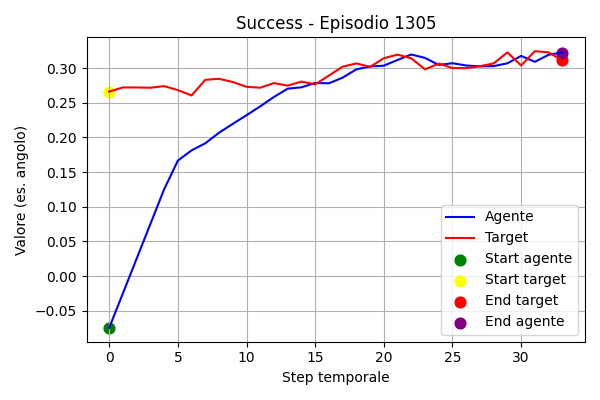 Success - Episodio 1305
Valore (es. angolo)
0.30
0.25
0.20
0.15
0.10
0.05
0.00
−0.05
0
5
10
15
20
25
30
Step temporale
Agente
Target
Start agente
Start target
End target
End agente